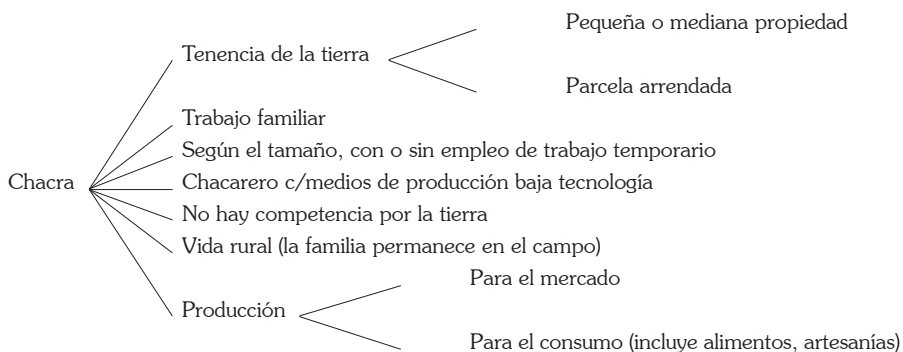 Pequeña o mediana propiedad
Tenencia de la tierra
Parcela arrendada
Trabajo familiar
Según el tamaño, con o sin empleo de trabajo temporario
Chacra
Chacarero c/medios de producción baja tecnología
No hay competencia por la tierra
Vida rural (la familia permanece en el campo)
Para el mercado
Producción
Para el consumo (incluye alimentos, artesanías)